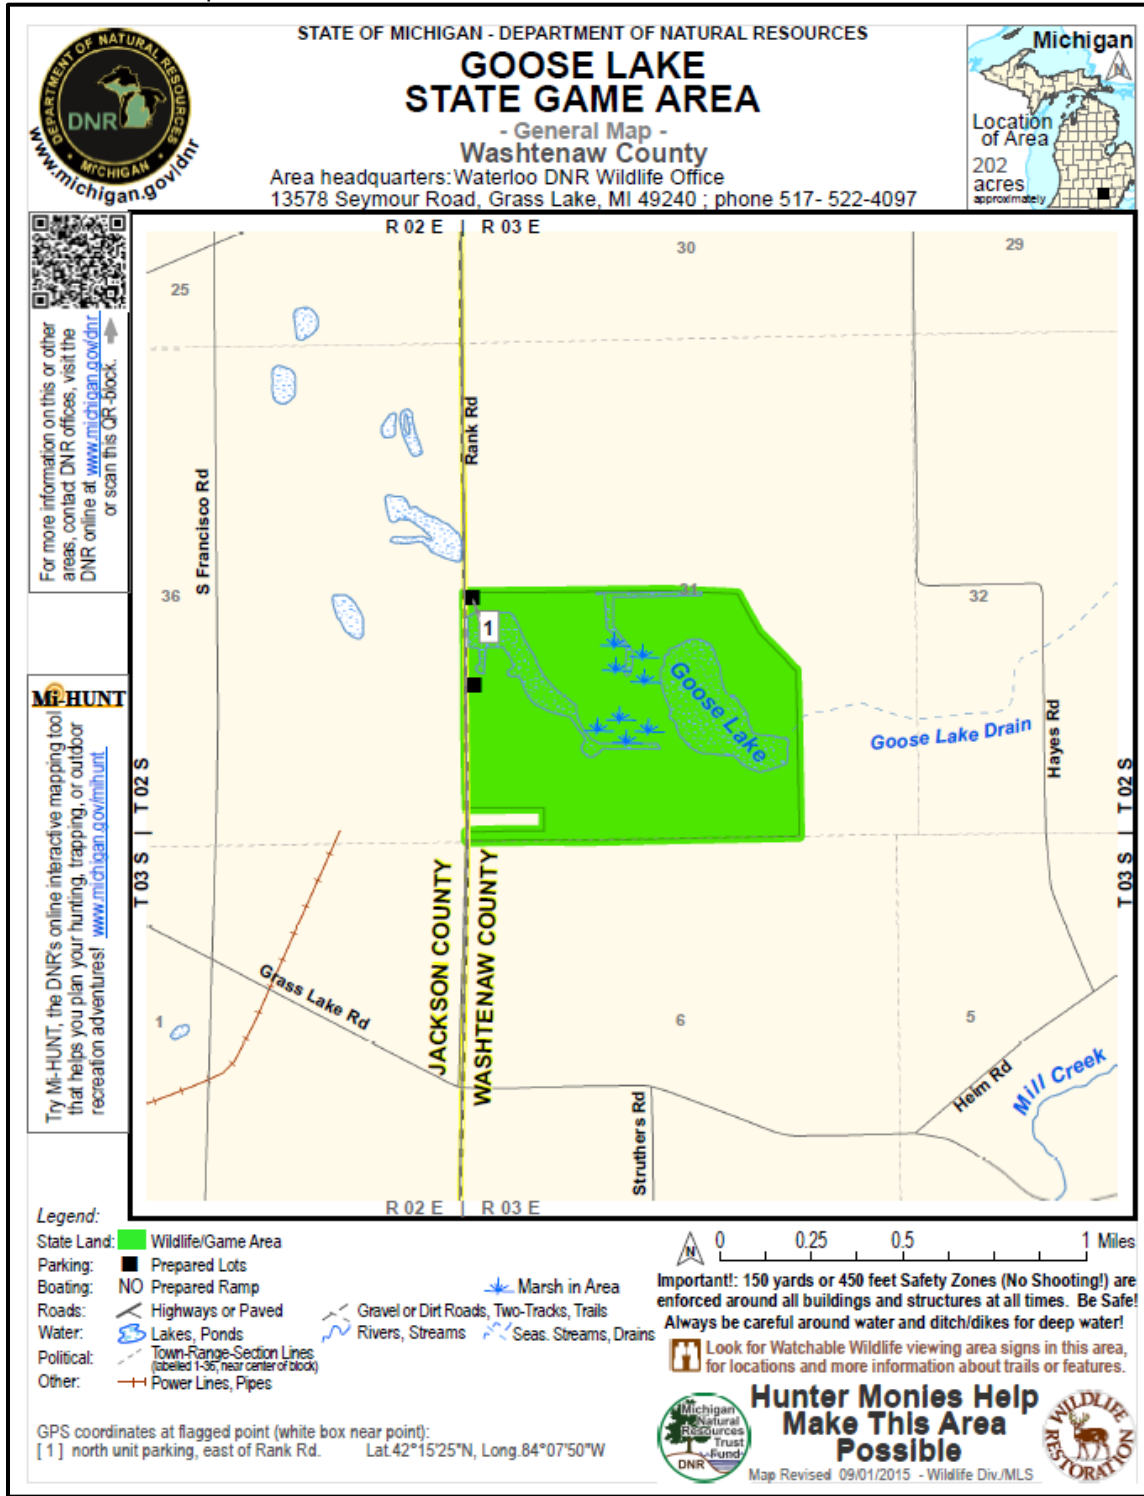 STATE OF MICHIGAN - DEPARTMENT OF NATURAL RESOURCES
GOOSE LAKE
STATE GAME AREA
- General Map -
Washtenaw County
Area headquarters: Waterloo DNR Wildlife Office
13578 Seymour Road, Grass Lake, MI 49240 ; phone 517- 522-4097
DEPARTMENT OF NATURAL RESOURCES
DNR
MICHIGAN
www.michigan.gov/dnr
Michigan
N
Location
of Area
202
acres
approximately
For more information on this or other
areas, contact DNR offices, visit the
DNR online at www.michigan.gov/dnr
or scan this QR-block.
Mi-HUNT
Try Mi-HUNT, the DNR's online interactive mapping tool
that helps you plan your hunting, trapping, or outdoor
recreation adventures! www.michigan.gov/mihunt
R 02 E | R 03 E
25
30
29
S Francisco Rd
Rank Rd
36
31
32
1
Goose Lake
Goose Lake Drain
Hayes Rd
T 03 S | T 02 S
T 03 S | T 02 S
JACKSON COUNTY
WASHTENAW COUNTY
Grass Lake Rd
1
6
5
Heim Rd
Mill Creek
Struthers Rd
R 02 E | R 03 E
Legend:
State Land: Wildlife/Game Area
Parking: Prepared Lots
Boating: NO Prepared Ramp
Marsh in Area
Roads: Highways or Paved
Gravel or Dirt Roads, Two-Tracks, Trails
Water: Lakes, Ponds
Rivers, Streams
Seas. Streams, Drains
Political: Town-Range-Section Lines
(labelled 1-36, near center of block)
Other: Power Lines, Pipes
GPS coordinates at flagged point (white box near point):
[ 1 ] north unit parking, east of Rank Rd. Lat.42°15'25"N, Long.84°07'50"W
N
0 0.25 0.5 1 Miles
Important!: 150 yards or 450 feet Safety Zones (No Shooting!) are
enforced around all buildings and structures at all times. Be Safe!
Always be careful around water and ditch/dikes for deep water!
Look for Watchable Wildlife viewing area signs in this area,
for locations and more information about trails or features.
Michigan
Natural
Resources
Trust
Fund
DNR
Hunter Monies Help
Make This Area
Possible
Map Revised 09/01/2015 - Wildlife Div./MLS
WILDLIFE
RESTORATION